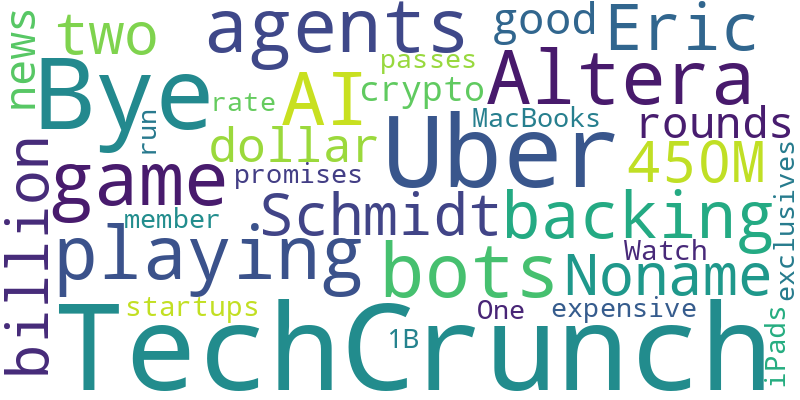 news
two
agents
good
Eric
Bye
passes
AI
crypto
Altera
rate
run
MacBooks
rounds
dollar
Uber
450M
billion
game
promises
exclusives
member
Schmidt
backing
playing
bots
Watch
Noname
startups
One
expensive
TechCrunch
1B
iPads